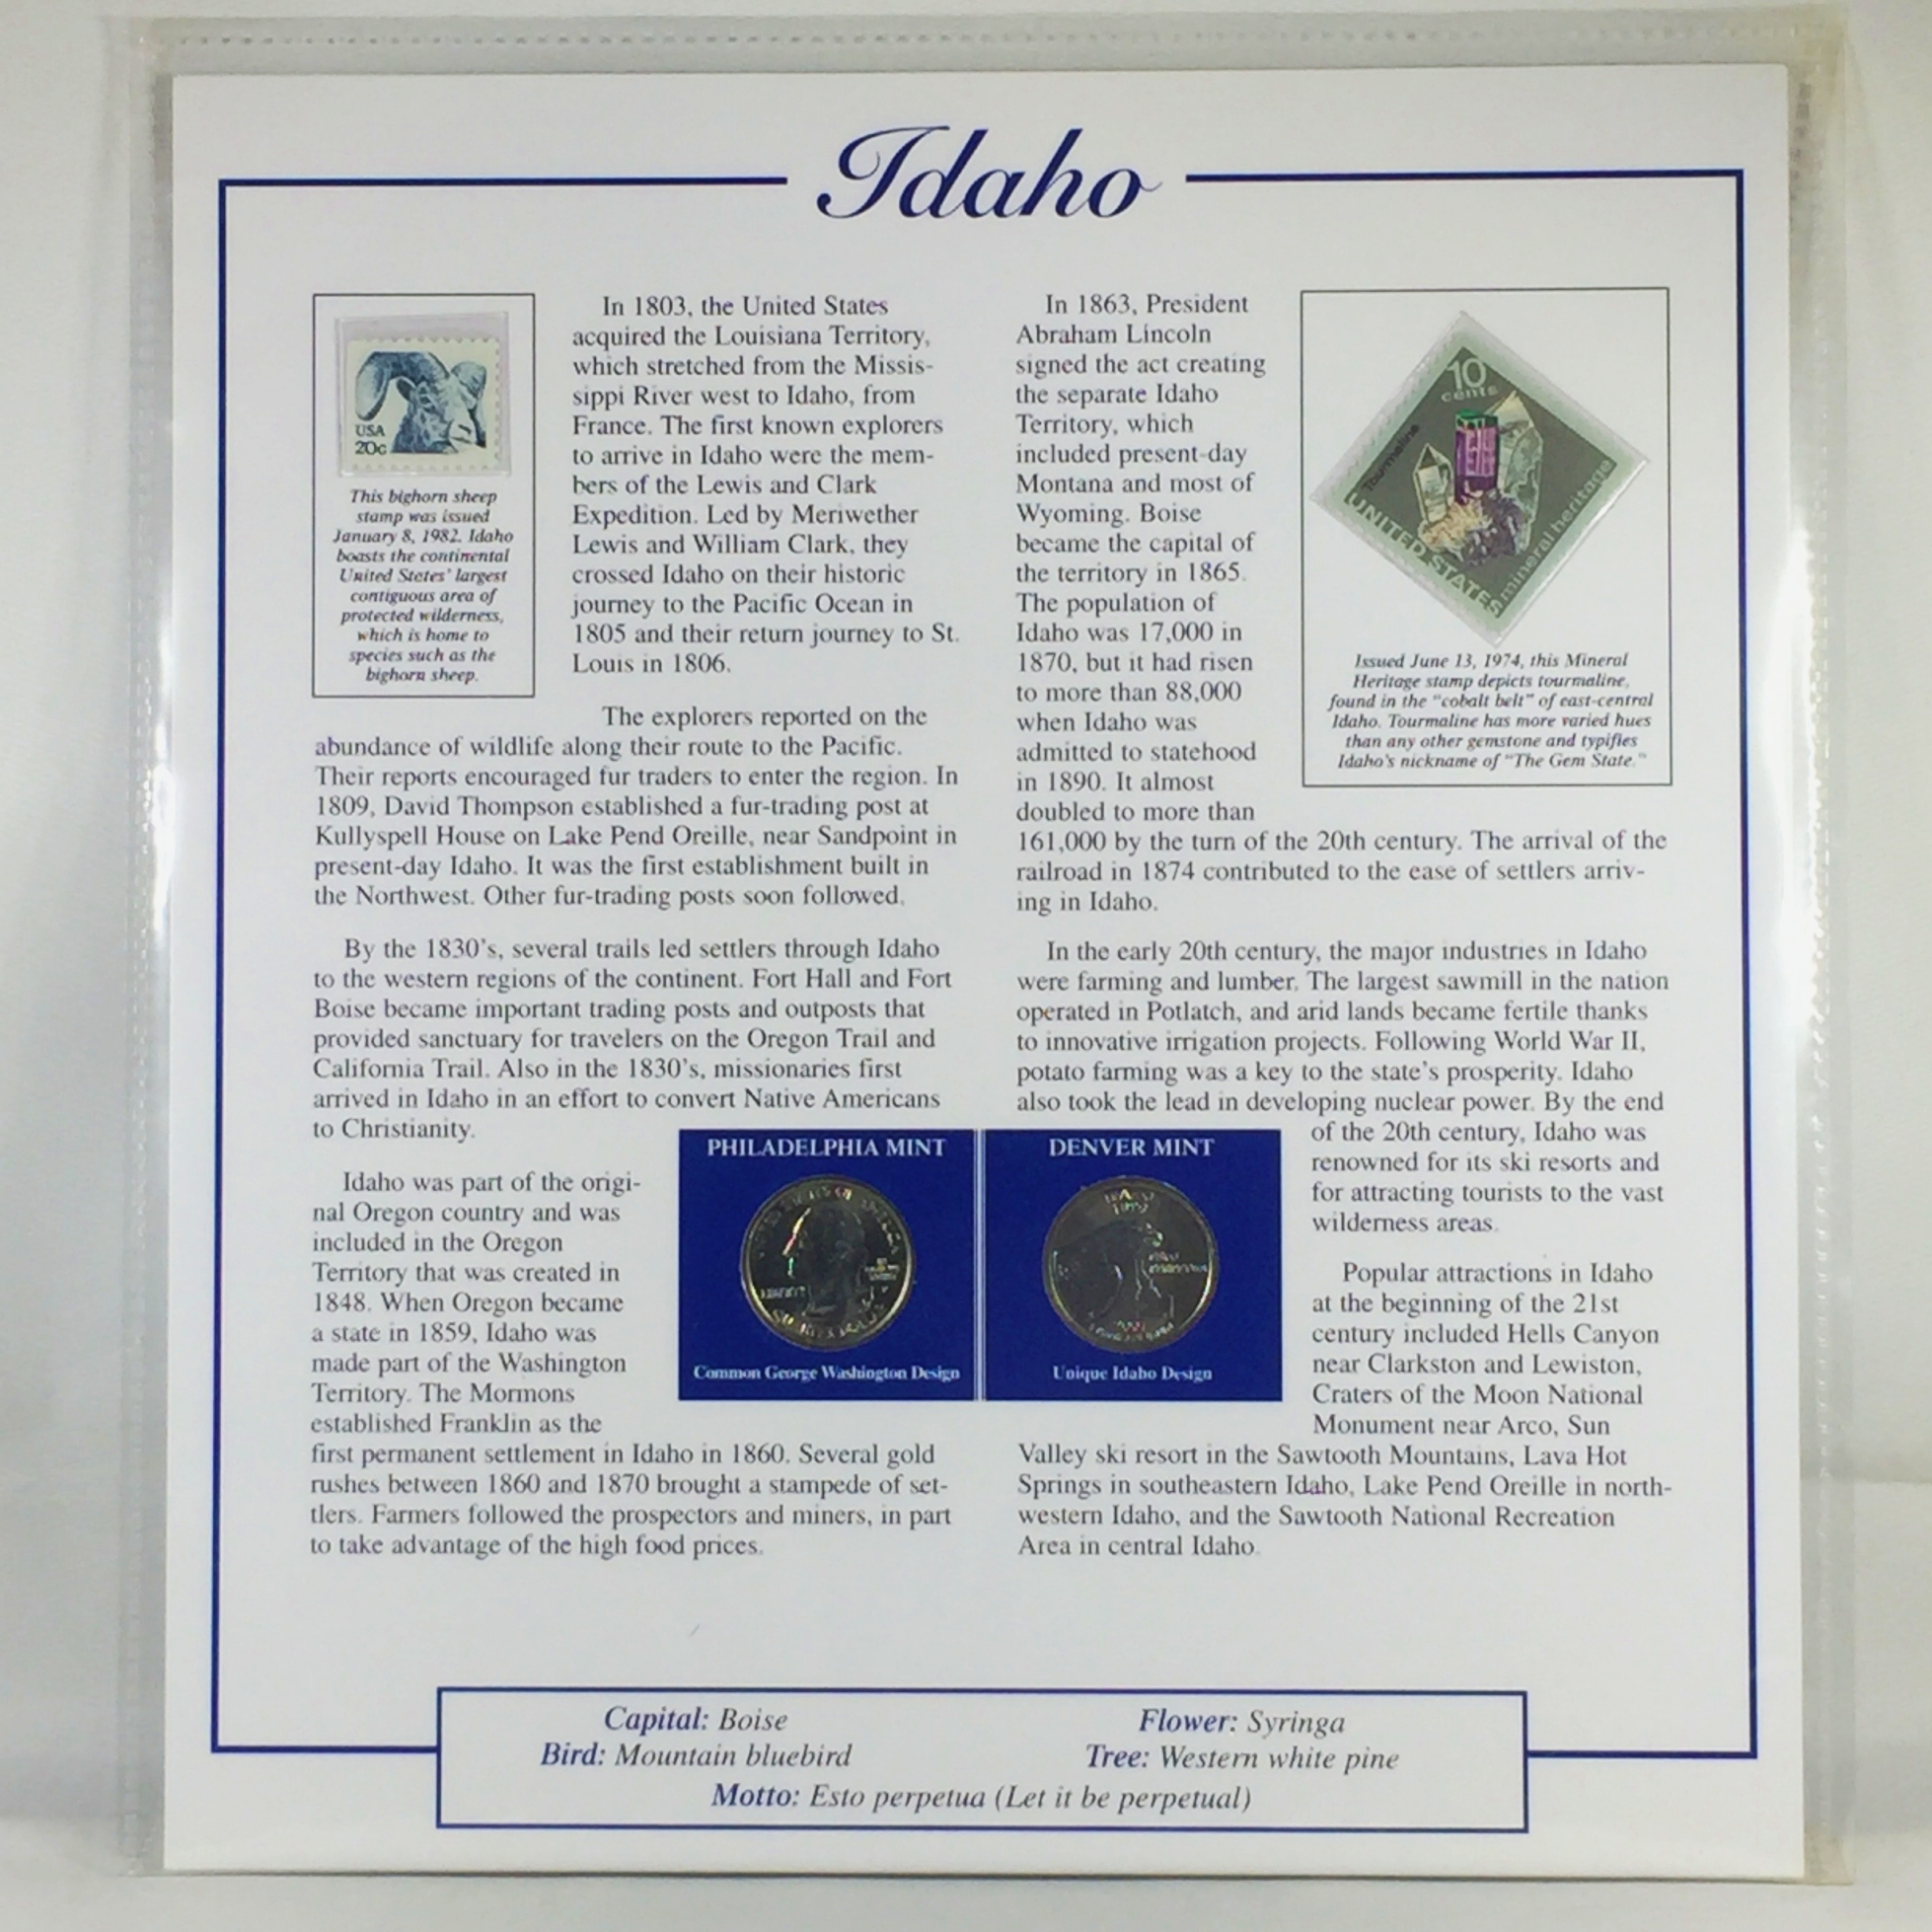 Idaho
USA
20c
This bighorn sheep
stamp was issued
January 8, 1982. Idaho
boasts the continental
United States' largest
contiguous area of
protected wilderness,
which is home to
species such as the
bighorn sheep.
In 1803, the United States
acquired the Louisiana Territory,
which stretched from the Missis-
sippi River west to Idaho, from
France. The first known explorers
to arrive in Idaho were the mem-
bers of the Lewis and Clark
Expedition. Led by Meriwether
Lewis and William Clark, they
crossed Idaho on their historic
journey to the Pacific Ocean in
1805 and their return journey to St.
Louis in 1806.
The explorers reported on the
abundance of wildlife along their route to the Pacific.
Their reports encouraged fur traders to enter the region. In
1809, David Thompson established a fur-trading post at
Kullyspell House on Lake Pend Oreille, near Sandpoint in
present-day Idaho. It was the first establishment built in
the Northwest. Other fur-trading posts soon followed.
By the 1830's, several trails led settlers through Idaho
to the western regions of the continent. Fort Hall and Fort
Boise became important trading posts and outposts that
provided sanctuary for travelers on the Oregon Trail and
California Trail. Also in the 1830's, missionaries first
arrived in Idaho in an effort to convert Native Americans
to Christianity.
Idaho was part of the origi-
nal Oregon country and was
included in the Oregon
Territory that was created in
1848. When Oregon became
a state in 1859, Idaho was
made part of the Washington
Territory. The Mormons
established Franklin as the
first permanent settlement in Idaho in 1860. Several gold
rushes between 1860 and 1870 brought a stampede of set-
tlers. Farmers followed the prospectors and miners, in part
to take advantage of the high food prices.
PHILADELPHIA MINT
LIBERTY
Common George Washington Design
DENVER MINT
Unique Idaho Design
In 1863, President
Abraham Lincoln
signed the act creating
the separate Idaho
Territory, which
included present-day
Montana and most of
Wyoming. Boise
became the capital of
the territory in 1865.
The population of
Idaho was 17,000 in
1870, but it had risen
to more than 88,000
when Idaho was
admitted to statehood
in 1890. It almost
doubled to more than
161,000 by the turn of the 20th century. The arrival of the
railroad in 1874 contributed to the ease of settlers arriv-
ing in Idaho.
10
cents
Tourmaline
UNITED STATES
mineral heritage
Issued June 13, 1974, this Mineral
Heritage stamp depicts tourmaline,
found in the "cobalt belt" of east-central
Idaho. Tourmaline has more varied hues
than any other gemstone and typifies
Idaho's nickname of "The Gem State."
In the early 20th century, the major industries in Idaho
were farming and lumber. The largest sawmill in the nation
operated in Potlatch, and arid lands became fertile thanks
to innovative irrigation projects. Following World War II,
potato farming was a key to the state's prosperity. Idaho
also took the lead in developing nuclear power. By the end
of the 20th century, Idaho was
renowned for its ski resorts and
for attracting tourists to the vast
wilderness areas.
Popular attractions in Idaho
at the beginning of the 21st
century included Hells Canyon
near Clarkston and Lewiston,
Craters of the Moon National
Monument near Arco, Sun
Valley ski resort in the Sawtooth Mountains, Lava Hot
Springs in southeastern Idaho, Lake Pend Oreille in north-
western Idaho, and the Sawtooth National Recreation
Area in central Idaho.
Capital: Boise
Flower: Syringa
Bird: Mountain bluebird
Tree: Western white pine
Motto: Esto perpetua (Let it be perpetual)